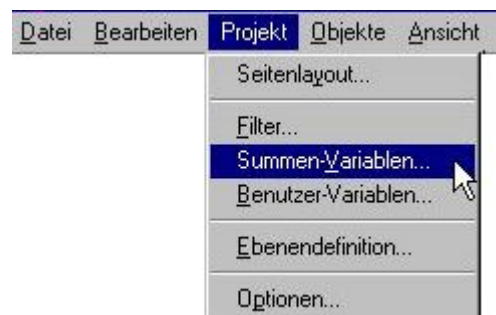 Datei Bearbeiten Projekt Objekte Ansicht
Seitenlayout...
Filter...
Summen-Variablen...
Benutzer-Variablen...
Ebenendefinition...
Optionen...